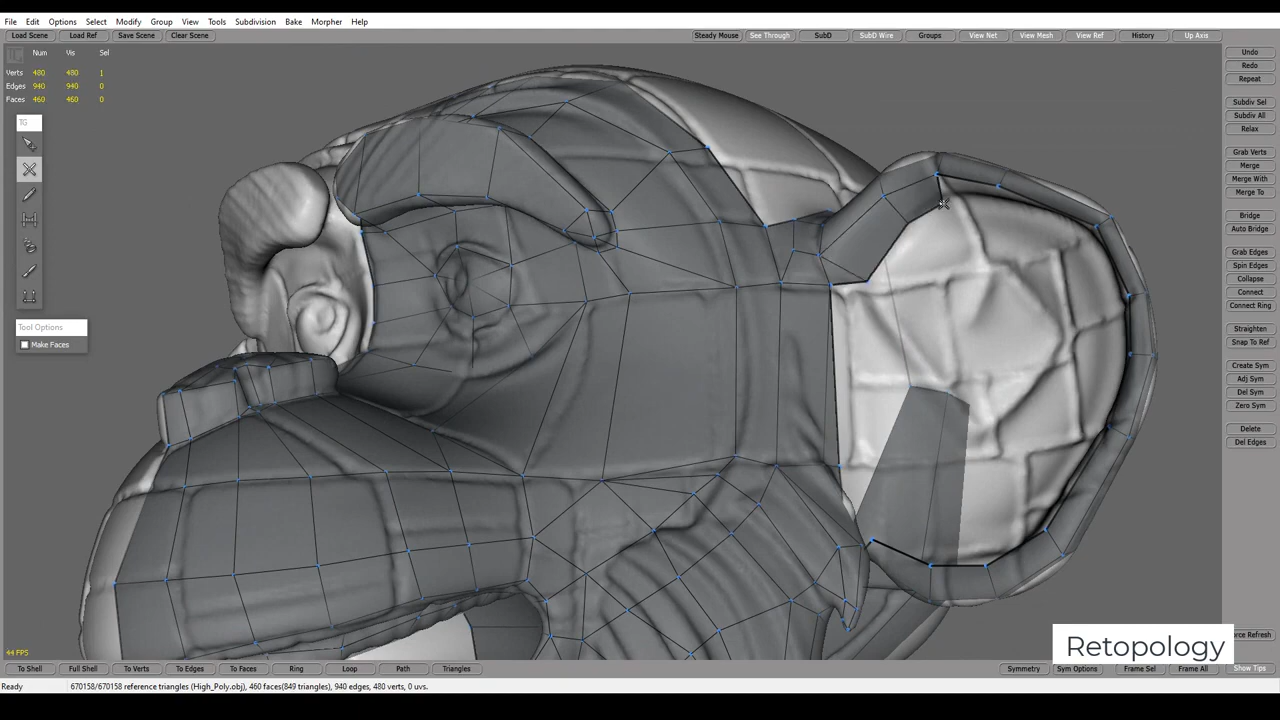 File Edit Options Select Modify Group View Tools Subdivision Bake Morpher Help
Load Scene Load Ref Save Scene Clear Scene Steady Mouse See Through SubD SubD Wire Groups View Net View Mesh View Ref History Up Axis
Num Vis Sel
Verts 480 480 1
Edges 940 940 0
Faces 460 460 0
TG
Tool Options
Make Faces
Undo
Redo
Repeat
Subdiv Sel
Subdiv All
Relax
Grab Verts
Merge
Merge With
Merge To
Bridge
Auto Bridge
Grab Edges
Spin Edges
Collapse
Connect
Connect Ring
Straighten
Snap To Ref
Create Sym
Adj Sym
Del Sym
Zero Sym
Delete
Del Edges
Retopology
orce Refresh
44 FPS
To Shell Full Shell To Verts To Edges To Faces Ring Loop Path Triangles Symmetry Sym Options Frame Sel Frame All Show Tips
Ready 670158/670158 reference triangles (High_Poly.obj), 460 faces(849 triangles), 940 edges, 480 verts, 0 uvs.